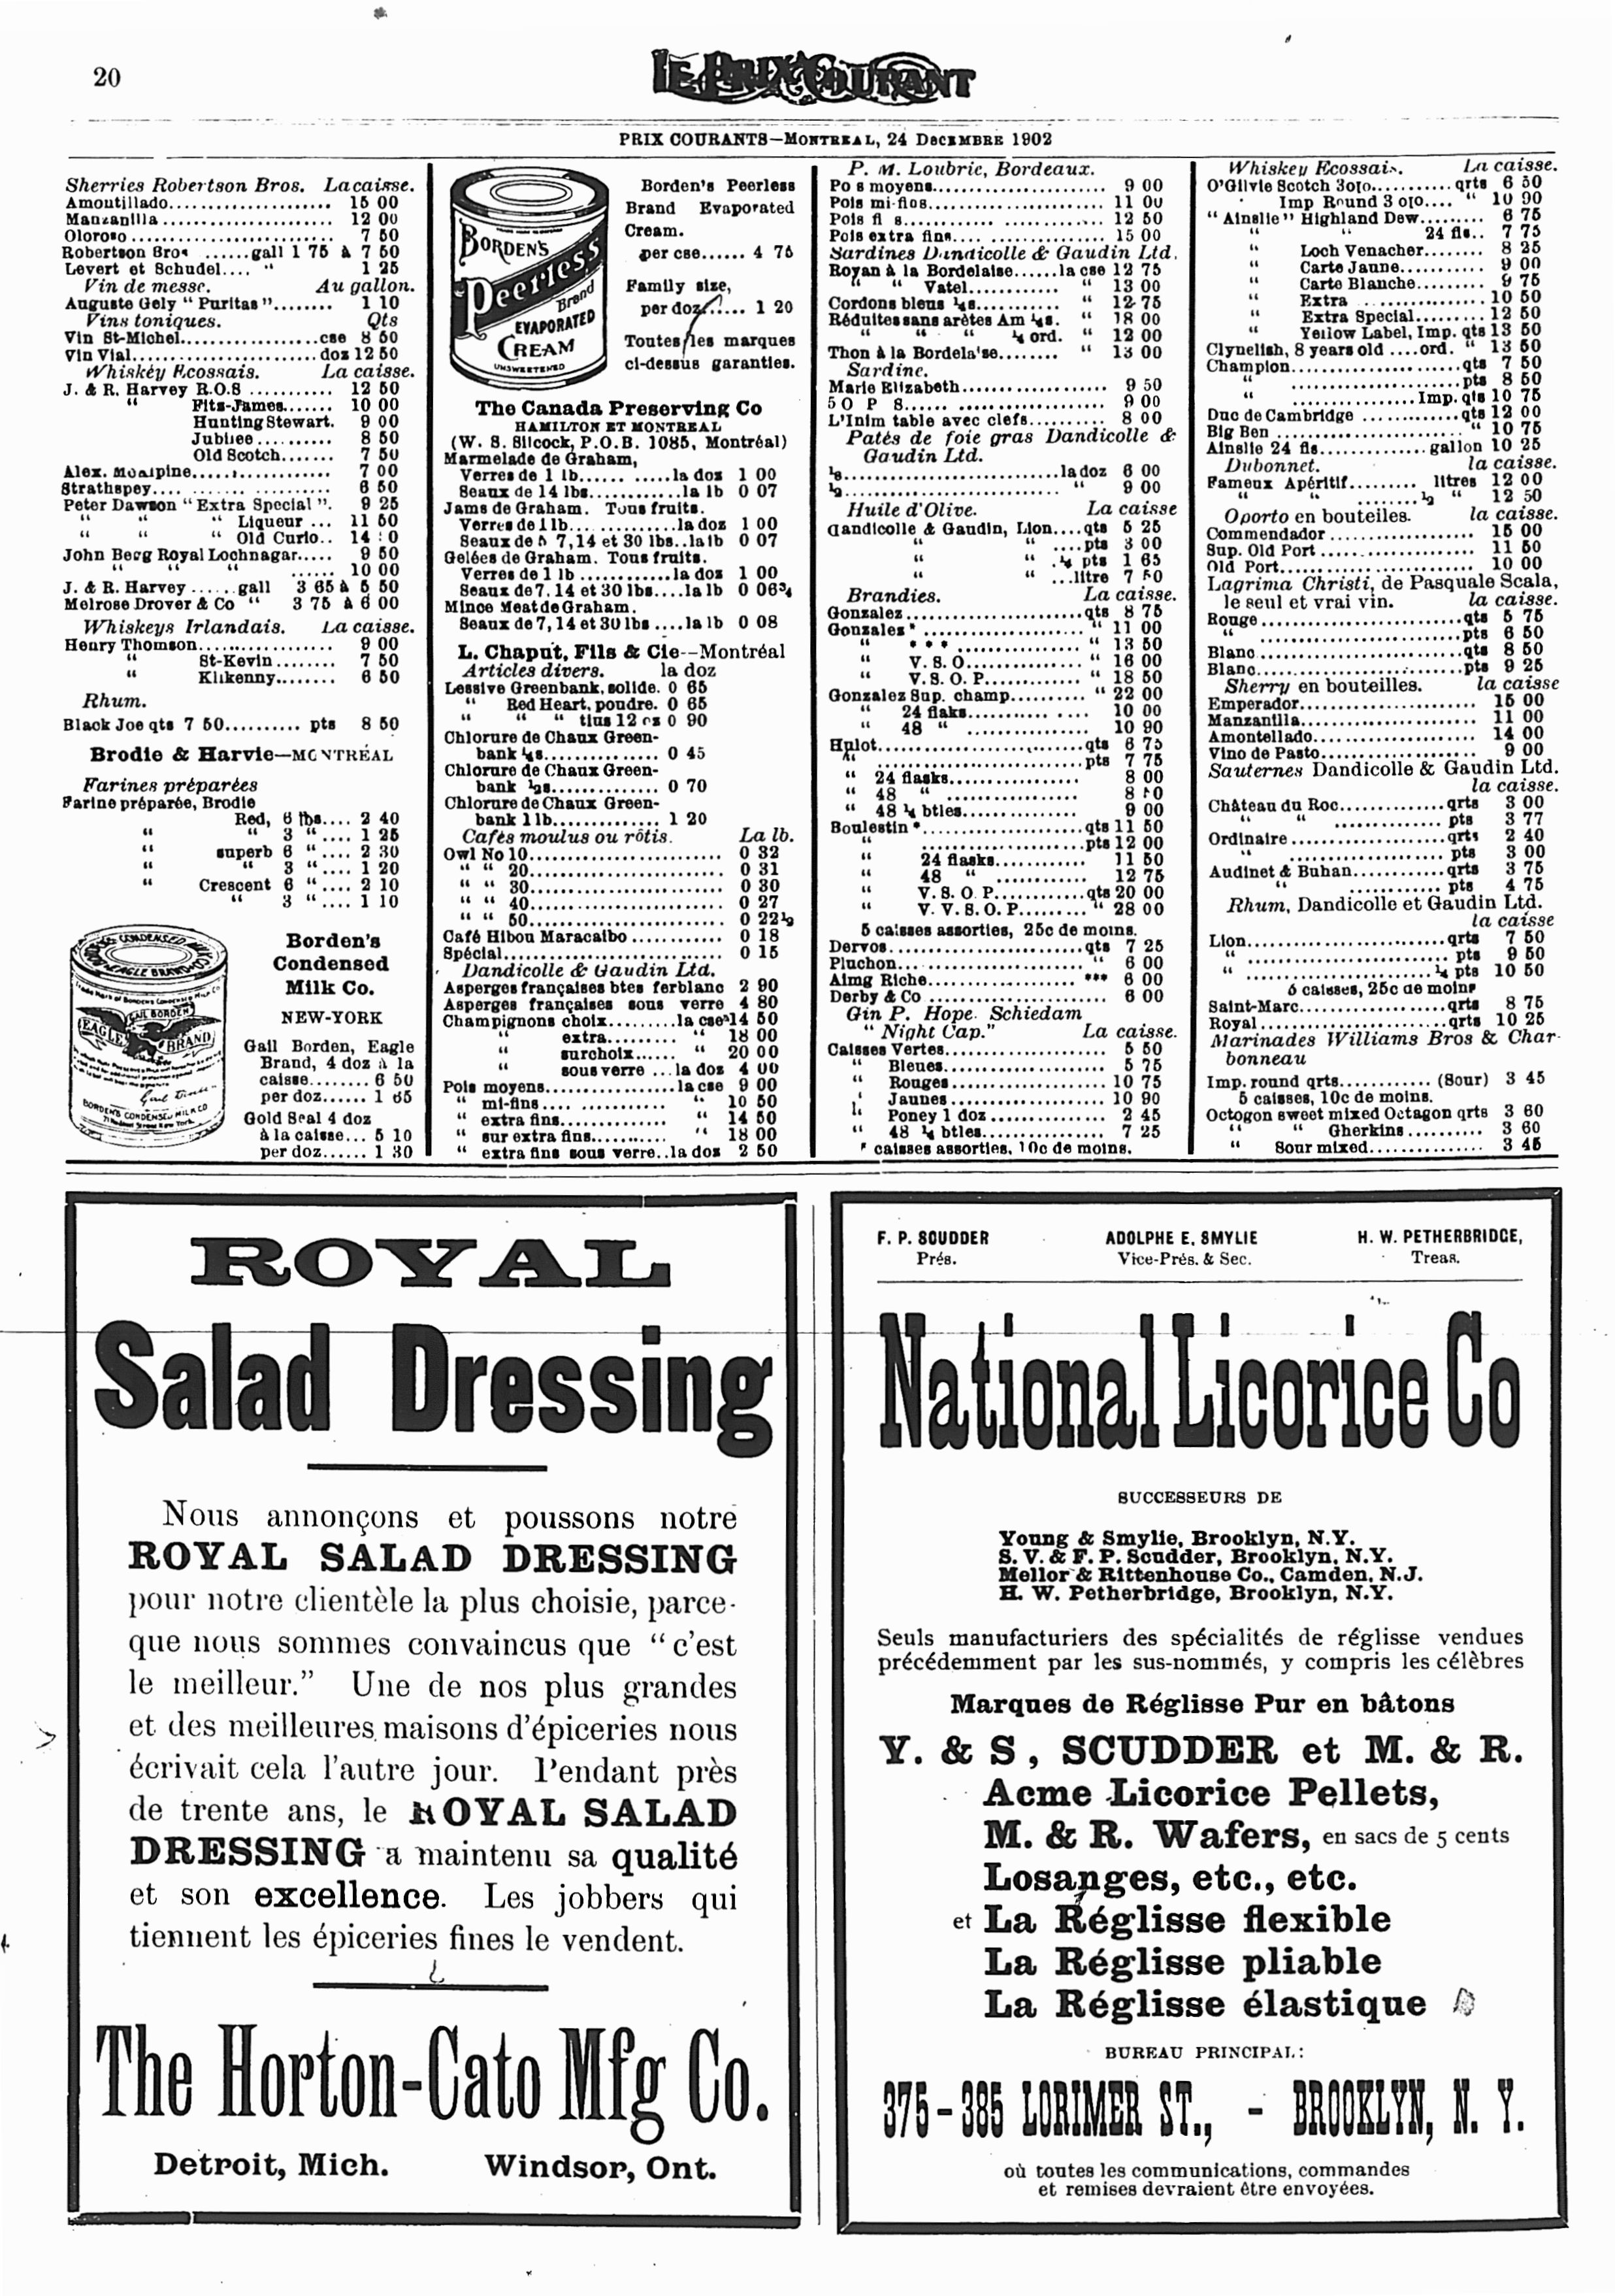 20
LE PRIX COURANT
PRIX COURANTS—MONTREAL, 24 DECEMBRE 1902
Sherries Robertson Bros. La caisse.
Amoutillado..................... 15 00
Manzanilla..................... 12 00
Oloroso..................... 7 50
Robertson Bros ......gall 1 75 à 7 50
Levert et Schudel.... " 1 25
Vin de messe. Au gallon.
Auguste Gely "Puritas"........ 1 10
Vins toniques. Qts
Vin St-Michel..................cse 8 50
Vin Vial........................doz 12 50
Whiskéy Ecossais. La caisse.
J. & R. Harvey R.O.S ........... 12 50
" Fits-James....... 10 00
Hunting Stewart. 9 00
Jubilee.......... 8 50
Old Scotch....... 7 50
Alex. McAlpine.................. 7 00
Strathspey...................... 6 50
Peter Dawson "Extra Special". 9 25
" " " Liqueur ... 11 50
" " " Old Curio.. 14
John Begg Royal Lochnagar..... 9 50
" " " ...... 10 00
J. & R. Harvey ......gall 3 65 à 5 50
Melrose Drover & Co " 3 75 à 6 00
Whiskeys Irlandais. La caisse.
Henry Thomson................. 9 00
" St-Kevin........ 7 50
" Kilkenny........ 6 50
Rhum.
Black Joe qts 7 50.......... pts 8 50
Brodie & Harvie—MONTRÉAL
Farines préparées
Farine préparée, Brodie
Red, 6 lbs.... 2 40
" " 3 ".... 1 25
" superb 6 ".... 2 30
" " 3 ".... 1 20
" Crescent 6 ".... 2 10
" 3 ".... 1 10
CONDENSED MILK
EAGLE BRAND
GAIL BORDEN
EAGLE BRAND
BORDEN'S CONDENSED MILK CO
Borden's
Condensed
Milk Co.
NEW-YORK
Gail Borden, Eagle
Brand, 4 doz à la
caisse........ 6 50
per doz...... 1 65
Gold Seal 4 doz
à la caisse... 5 10
per doz...... 1 30
BORDEN'S
Peerless
Brand
EVAPORATED
CREAM
UNSWEETENED
Borden's Peerless
Brand Evaporated
Cream.
per cse...... 4 75
Family size,
per doz...... 1 20
Toutes les marques
ci-dessus garanties.
The Canada Preserving Co
HAMILTON ET MONTREAL
(W. S. Silcock, P.O.B. 1085, Montréal)
Marmelade de Graham,
Verres de 1 lb...........la doz 1 00
Seaux de 14 lbs...........la lb 0 07
Jams de Graham. Tous fruits.
Verres de 1 lb.............la doz 1 00
Seaux de 5 7,14 et 30 lbs..la lb 0 07
Gelées de Graham. Tous fruits.
Verres de 1 lb ...........la doz 1 00
Seaux de 7, 14 et 30 lbs....la lb 0 06¾
Mince Meat de Graham.
Seaux de 7, 14 et 30 lbs ....la lb 0 08
L. Chaput, Fils & Cie--Montréal
Articles divers. la doz
Lessive Greenbank, solide. 0 65
" Red Heart, poudre. 0 65
" " " tins 12 oz 0 90
Chlorure de Chaux Green-
bank ¼s............... 0 45
Chlorure de Chaux Green-
bank ½s............. 0 70
Chlorure de Chaux Green-
bank 1 lb............. 1 20
Cafés moulus ou rôtis. La lb.
Owl No 10........................ 0 32
" " 20........................ 0 31
" " 30........................ 0 30
" " 40........................ 0 27
" " 50........................ 0 22½
Café Hibou Maracaibo............ 0 18
Spécial............................ 0 15
Dandicolle & Gaudin Ltd.
Asperges françaises btes ferblanc 2 90
Asperges françaises sous verre 4 80
Champignons choix.........la cse 14 50
" extra......... " 18 00
" surchoix...... " 20 00
" sous verre ...la doz 4 00
Pois moyens................la cse 9 00
" mi-fins.... ............ " 10 50
" extra fins............. " 14 50
" sur extra fins.......... " 18 00
" extra fins sous verre..la doz 2 50
P. M. Loubrie, Bordeaux.
Po s moyens...................... 9 00
Pois mi-fins...................... 11 00
Pois fi s......................... 12 50
Pois extra fins................... 15 00
Sardines Dandicolle & Gaudin Ltd.
Royan à la Bordelaise......la cse 12 75
" " Vatel........... " 13 00
Cordons bleus ¼s.............. " 12 75
Réduites sans arêtes Am ¼s. " 18 00
" " " ¼ ord. " 12 00
Thon à la Bordelaise........ " 13 00
Sardine.
Marie Elizabeth.................. 9 50
5 O P S.......................... 9 00
L'Inim table avec clefs.......... 8 00
Patés de foie gras Dandicolle &
Gaudin Ltd.
⅛s...........................la doz 6 00
½............................... " 9 00
Huile d'Olive. La caisse
Dandicolle & Gaudin, Lion....qts 5 25
" " ....pts 3 00
" " .¼ pts 1 65
" " ...litre 7 50
Brandies. La caisse.
Gonzalez.......................qts 8 75
Gonzales * ..................... " 11 00
" * * * ................. " 13 50
" V. S. O............... " 16 00
" V. S. O. P............ " 18 50
Gonzalez Sup. champ.......... " 22 00
" 24 flaks............. 10 00
" 48 " ............... 10 90
Hulot..........................qts 6 75
" ..........................pts 7 75
" 24 flasks................. 8 00
" 48 " .................. 8 50
" 48 ¼ btles................ 9 00
Boulestin *.....................qts 11 50
" .....................pts 12 00
" 24 flasks............ 11 50
" 48 " ............ 12 75
" V. S. O. P...........qts 20 00
" V. V. S. O. P......... " 28 00
5 caisses assorties, 25c de moins.
Dervos.........................qts 7 25
Pluchon........................ " 6 00
Aimg Riche.................... *** 6 00
Derby & Co ..................... 6 00
Gin P. Hope. Schiedam
"Night Cap." La caisse.
Caisses Vertes..................... 5 50
" Bleues..................... 5 75
" Rouges.................... 10 75
" Jaunes.................... 10 90
" Poney 1 doz............... 2 45
" 48 ¼ btles................ 7 25
* caisses assorties, 10c de moins.
Whiskey Ecossais. La caisse.
O'Gilvie Scotch 3oro..........qrts 6 50
Imp Round 3 oro.... " 10 90
"Ainslie" Highland Dew........ 6 75
" " 24 fls.. 7 75
" Loch Venacher........ 8 25
" Carte Jaune........... 9 00
" Carte Blanche......... 9 75
" Extra ................ 10 50
" Extra Special......... 12 50
" Yellow Label, Imp. qts 13 50
Clynelish, 8 years old ....ord. " 13 50
Champion.....................qts 7 50
" .....................pts 8 50
" ...............Imp. qts 10 75
Duc de Cambridge ............qts 12 00
Big Ben ........................ " 10 75
Ainslie 24 fls.............gallon 10 25
Dubonnet. la caisse.
Fameux Apéritif......... litres 12 00
" " ........½ " 12 50
Oporto en bouteilles. la caisse.
Commendador .................. 15 00
Sup. Old Port................... 11 50
Old Port......................... 10 00
Lagrima Christi, de Pasquale Scala,
le seul et vrai vin. la caisse.
Rouge ..........................qts 5 75
" ..........................pts 6 50
Blanc...........................qts 8 50
Blanc...........................pts 9 25
Sherry en bouteilles. la caisse
Emperador....................... 15 00
Manzanilla....................... 11 00
Amontellado..................... 14 00
Vino de Pasto.................... 9 00
Sauternes Dandicolle & Gaudin Ltd.
la caisse.
Château du Roc..............qrts 3 00
" " .............. pts 3 77
Ordinaire....................qrts 2 40
" .................... pts 3 00
Audinet & Buhan.............qrts 3 75
" ............ pts 4 75
Rhum, Dandicolle et Gaudin Ltd.
la caisse
Lion..........................qrts 7 50
" .......................... pts 9 50
" ........................¼ pts 10 50
5 caisses, 25c de moins
Saint-Marc...................qrts 8 75
Royal........................qrts 10 25
Marinades Williams Bros & Char-
bonneau
Imp. round qrts............ (Sour) 3 45
5 caisses, 10c de moins.
Octogon sweet mixed Octagon qrts 3 60
" " Gherkins.......... 3 60
" Sour mixed............... 3 45
ROYAL
Salad Dressing
Nous annonçons et poussons notre
ROYAL SALAD DRESSING
pour notre clientèle la plus choisie, parce-
que nous sommes convaincus que "c'est
le meilleur." Une de nos plus grandes
et des meilleures maisons d'épiceries nous
écrivait cela l'autre jour. Pendant près
de trente ans, le ROYAL SALAD
DRESSING a maintenu sa qualité
et son excellence. Les jobbers qui
tiennent les épiceries fines le vendent.
The Horton-Cato Mfg Co.
Detroit, Mich. Windsor, Ont.
F. P. SCUDDER ADOLPHE E. SMYLIE H. W. PETHERBRIDGE,
Prés. Vice-Prés. & Sec. Treas.
National Licorice Co
SUCCESSEURS DE
Young & Smylie, Brooklyn, N.Y.
S. V. & F. P. Scudder, Brooklyn, N.Y.
Mellor & Rittenhouse Co., Camden, N.J.
H. W. Petherbridge, Brooklyn, N.Y.
Seuls manufacturiers des spécialités de réglisse vendues
précédemment par les sus-nommés, y compris les célèbres
Marques de Réglisse Pur en bâtons
Y. & S, SCUDDER et M. & R.
Acme Licorice Pellets,
M. & R. Wafers, en sacs de 5 cents
Losanges, etc., etc.
et La Réglisse flexible
La Réglisse pliable
La Réglisse élastique
BUREAU PRINCIPAL:
375-385 LORIMER ST., - BROOKLYN, N. Y.
où toutes les communications, commandes
et remises devraient être envoyées.